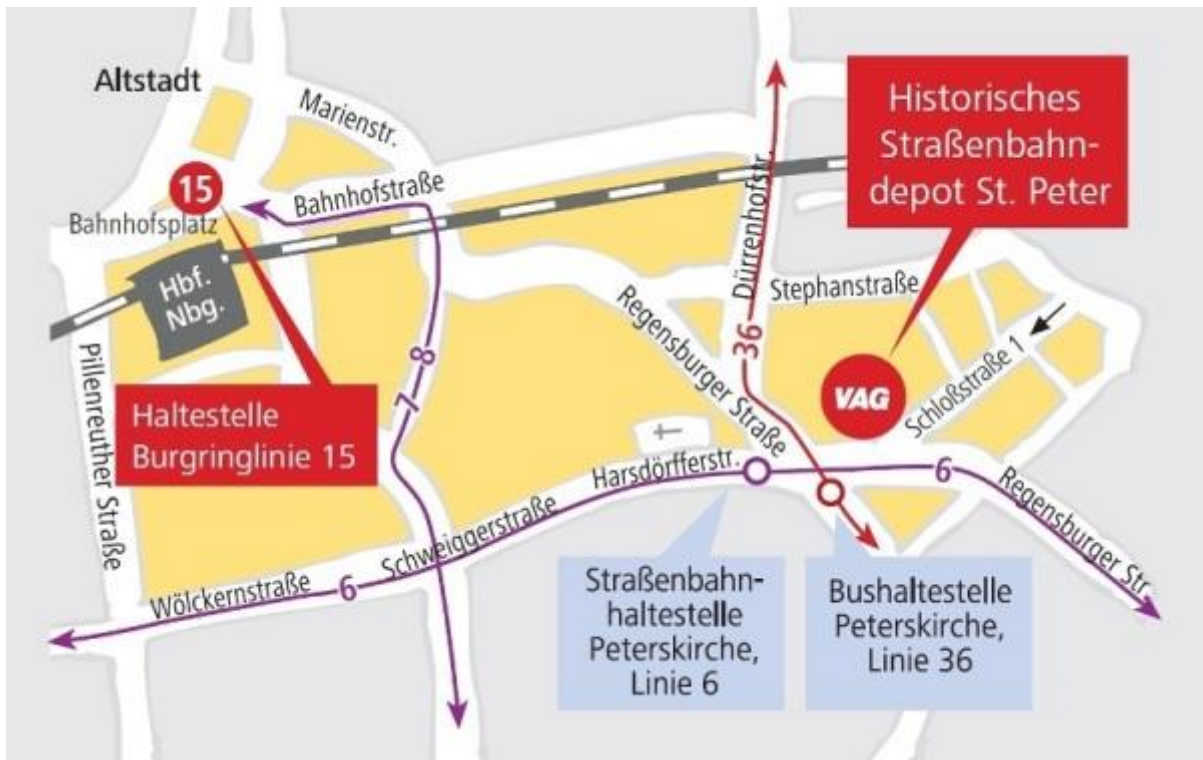 Altstadt
Marienstr.
15
Bahnhofsplatz
Bahnhofstraße
Hbf.
Nbg.
Haltestelle
Burgringlinie 15
Pillenreuther Straße
8
7
Wölckernstraße
6
Schweiggerstraße
Harsdörfferstr.
Regensburger Straße
Dürrenhofstr.
36
Stephanstraße
Historisches
Straßenbahn-
depot St. Peter
VAG
Schloßstraße 1
6
Regensburger Str.
Straßenbahn-
haltestelle
Peterskirche,
Linie 6
Bushaltestelle
Peterskirche,
Linie 36